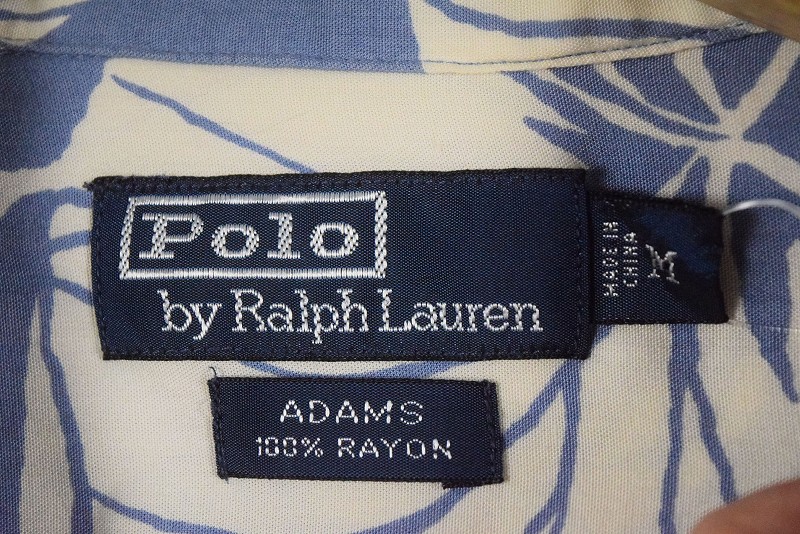 Polo
by Ralph Lauren
MADE IN
CHINA
M
ADAMS
100% RAYON